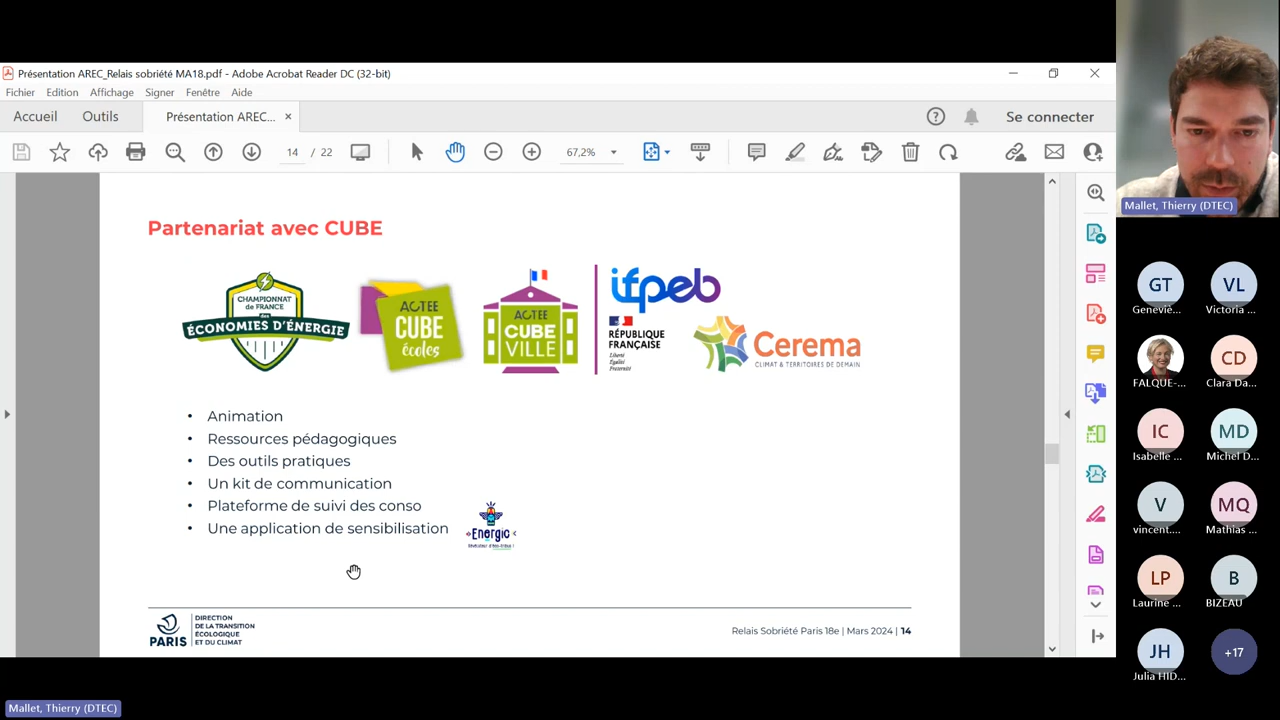 Présentation AREC_Relais sobriété MA18.pdf - Adobe Acrobat Reader DC (32-bit)
Fichier Edition Affichage Signer Fenêtre Aide
Accueil Outils Présentation AREC... × Se connecter
14 / 22 67,2%
Partenariat avec CUBE
CHAMPIONNAT
de FRANCE
des
ÉCONOMIES D'ÉNERGIE
ACTEE
CUBE
écoles
ACTEE
CUBE
VILLE
ifpeb
RÉPUBLIQUE
FRANÇAISE
Liberté
Égalité
Fraternité
Cerema
CLIMAT & TERRITOIRES DE DEMAIN
• Animation
• Ressources pédagogiques
• Des outils pratiques
• Un kit de communication
• Plateforme de suivi des conso
• Une application de sensibilisation
Energic
PARIS
DIRECTION
DE LA TRANSITION
ÉCOLOGIQUE
ET DU CLIMAT
Relais Sobriété Paris 18e | Mars 2024 | 14
Mallet, Thierry (DTEC)
GT VL
Geneviè... Victoria ...
CD
FALQUE-... Clara Da...
IC MD
Isabelle ... Michel D...
V MQ
vincent.... Mathias ...
LP B
Laurine ... BIZEAU
JH +17
Julia HID...
Mallet, Thierry (DTEC)